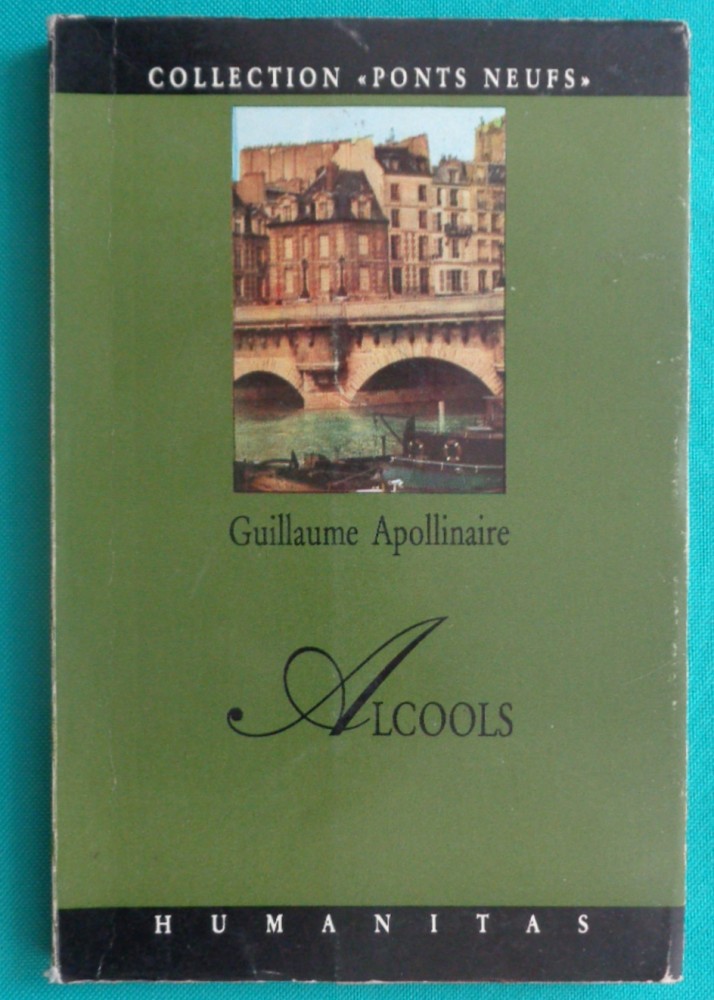 COLLECTION «PONTS NEUFS»
Guillaume Apollinaire
ALCOOLS
HUMANITAS